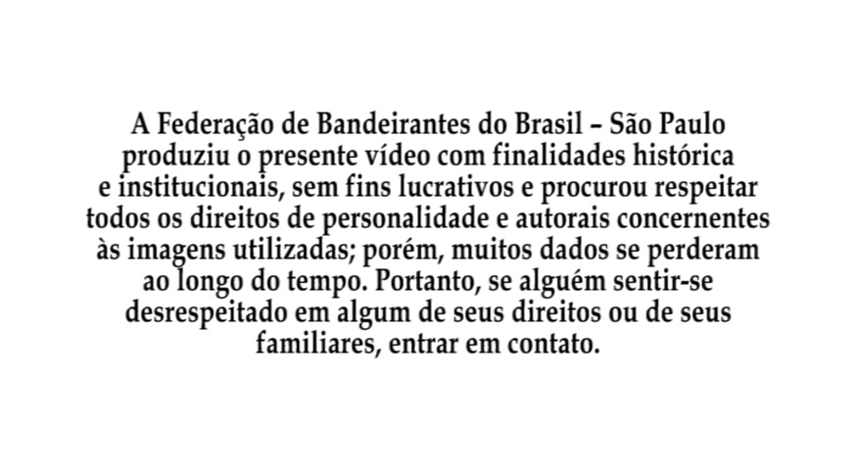 A Federação de Bandeirantes do Brasil – São Paulo
produziu o presente vídeo com finalidades histórica
e institucionais, sem fins lucrativos e procurou respeitar
todos os direitos de personalidade e autorais concernentes
às imagens utilizadas; porém, muitos dados se perderam
ao longo do tempo. Portanto, se alguém sentir-se
desrespeitado em algum de seus direitos ou de seus
familiares, entrar em contato.